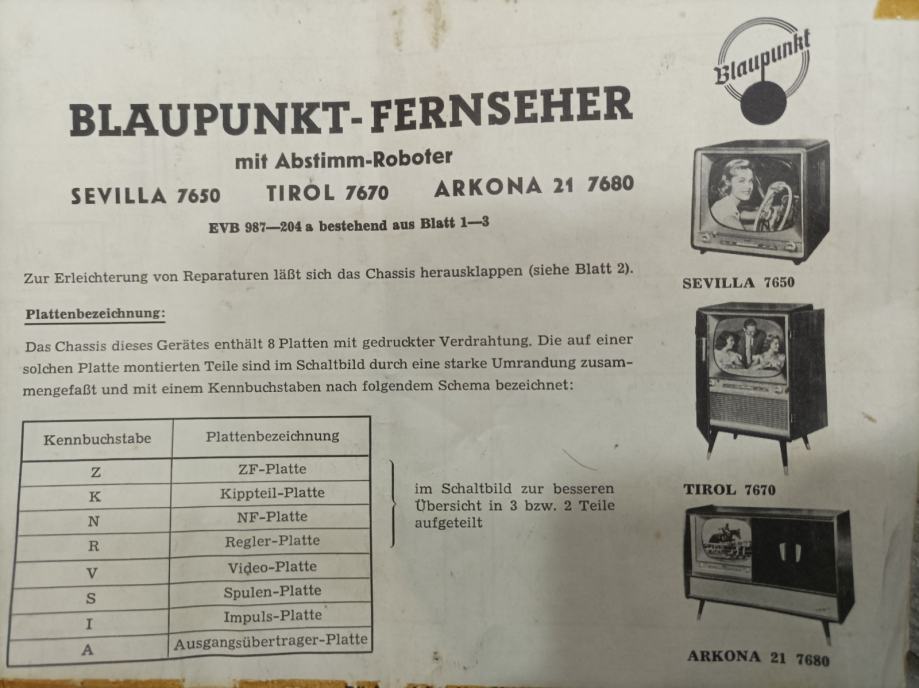 Blaupunkt
BLAUPUNKT-FERNSEHER
mit Abstimm-Roboter
SEVILLA 7650 TIROL 7670 ARKONA 21 7680
EVB 987—204 a bestehend aus Blatt 1—3
Zur Erleichterung von Reparaturen läßt sich das Chassis herausklappen (siehe Blatt 2).
Plattenbezeichnung:
Das Chassis dieses Gerätes enthält 8 Platten mit gedruckter Verdrahtung. Die auf einer
solchen Platte montierten Teile sind im Schaltbild durch eine starke Umrandung zusam-
mengefaßt und mit einem Kennbuchstaben nach folgendem Schema bezeichnet:
Kennbuchstabe Plattenbezeichnung
Z ZF-Platte
K Kippteil-Platte
N NF-Platte
R Regler-Platte
V Video-Platte
S Spulen-Platte
I Impuls-Platte
A Ausgangsübertrager-Platte
im Schaltbild zur besseren
Übersicht in 3 bzw. 2 Teile
aufgeteilt
SEVILLA 7650
TIROL 7670
ARKONA 21 7680